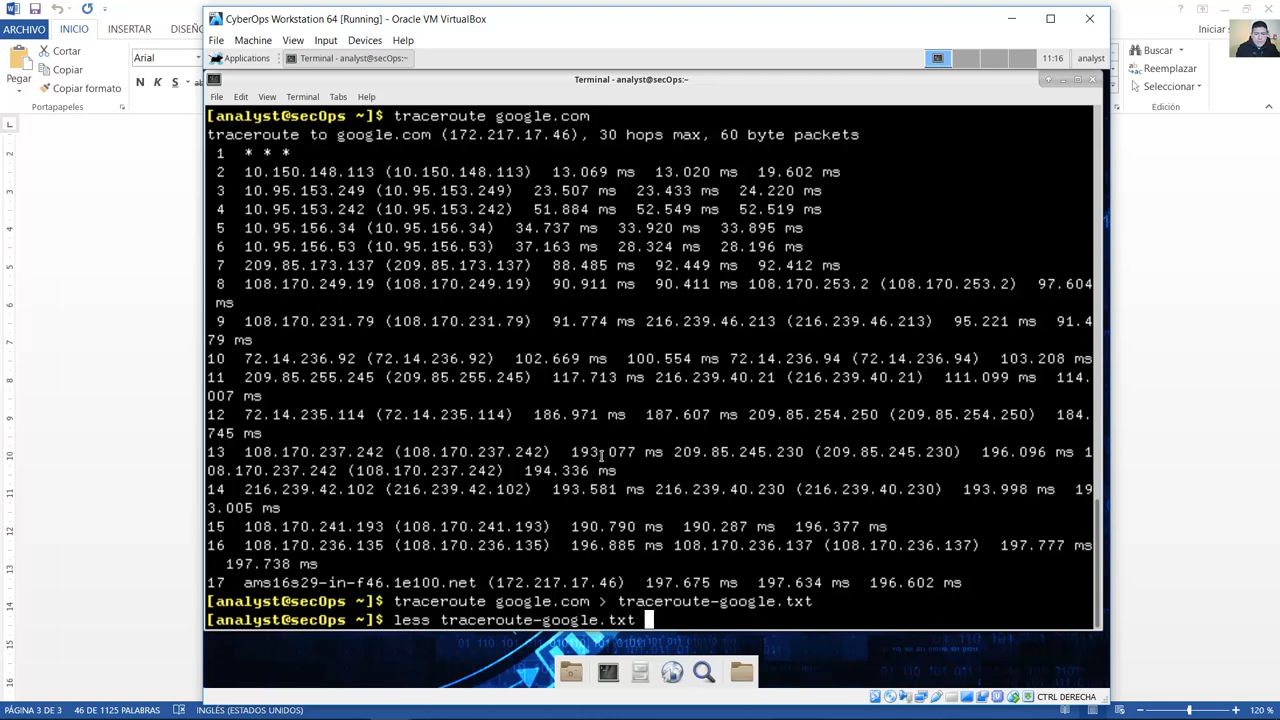 ARCHIVO
INICIO
INSERTAR
DISEÑ
Iniciar s
Pegar
Cortar
Copiar
Copiar formato
Portapapeles
Arial
N K S
Buscar
Reemplazar
Seleccionar
Edición
L
2
3
4
5
6
7
8
9
10
11
12
13
14
15
16
CyberOps Workstation 64 [Running] - Oracle VM VirtualBox
File Machine View Input Devices Help
Applications
Terminal - analyst@secOps:~
11:16
analyst
Terminal - analyst@secOps:~
File Edit View Terminal Tabs Help
[analyst@secOps ~]$ traceroute google.com
traceroute to google.com (172.217.17.46), 30 hops max, 60 byte packets
1 * * *
2 10.150.148.113 (10.150.148.113) 13.069 ms 13.020 ms 19.602 ms
3 10.95.153.249 (10.95.153.249) 23.507 ms 23.433 ms 24.220 ms
4 10.95.153.242 (10.95.153.242) 51.884 ms 52.549 ms 52.519 ms
5 10.95.156.34 (10.95.156.34) 34.737 ms 33.920 ms 33.895 ms
6 10.95.156.53 (10.95.156.53) 37.163 ms 28.324 ms 28.196 ms
7 209.85.173.137 (209.85.173.137) 88.485 ms 92.449 ms 92.412 ms
8 108.170.249.19 (108.170.249.19) 90.911 ms 90.411 ms 108.170.253.2 (108.170.253.2) 97.604
ms
9 108.170.231.79 (108.170.231.79) 91.774 ms 216.239.46.213 (216.239.46.213) 95.221 ms 91.4
79 ms
10 72.14.236.92 (72.14.236.92) 102.669 ms 100.554 ms 72.14.236.94 (72.14.236.94) 103.208 ms
11 209.85.255.245 (209.85.255.245) 117.713 ms 216.239.40.21 (216.239.40.21) 111.099 ms 114.
007 ms
12 72.14.235.114 (72.14.235.114) 186.971 ms 187.607 ms 209.85.254.250 (209.85.254.250) 184.
745 ms
13 108.170.237.242 (108.170.237.242) 193.077 ms 209.85.245.230 (209.85.245.230) 196.096 ms 1
08.170.237.242 (108.170.237.242) 194.336 ms
14 216.239.42.102 (216.239.42.102) 193.581 ms 216.239.40.230 (216.239.40.230) 193.998 ms 19
3.005 ms
15 108.170.241.193 (108.170.241.193) 190.790 ms 190.287 ms 196.377 ms
16 108.170.236.135 (108.170.236.135) 196.885 ms 108.170.236.137 (108.170.236.137) 197.777 ms
197.738 ms
17 ams16s29-in-f46.1e100.net (172.217.17.46) 197.675 ms 197.634 ms 196.602 ms
[analyst@secOps ~]$ traceroute google.com > traceroute-google.txt
[analyst@secOps ~]$ less traceroute-google.txt
CTRL DERECHA
PÁGINA 3 DE 3
46 DE 1125 PALABRAS
INGLÉS (ESTADOS UNIDOS)
120 %